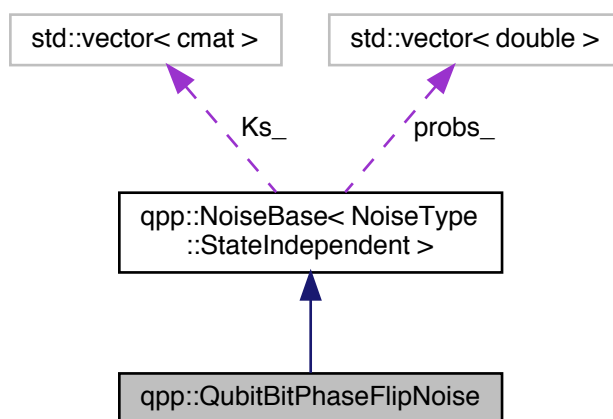 std::vector< cmat >
std::vector< double >
Ks_
probs_
qpp::NoiseBase< NoiseType
::StateIndependent >
qpp::QubitBitPhaseFlipNoise